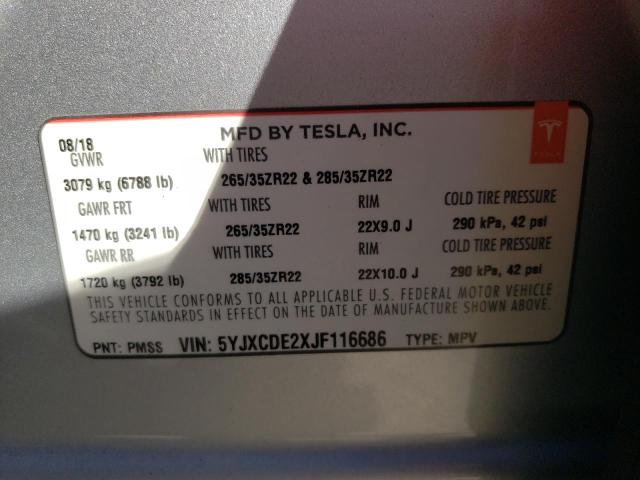 08/18 MFD BY TESLA, INC.
GVWR WITH TIRES
3079 kg (6788 lb) 265/35ZR22 & 285/35ZR22
GAWR FRT WITH TIRES RIM COLD TIRE PRESSURE
1470 kg (3241 lb) 265/35ZR22 22X9.0 J 290 kPa, 42 psi
GAWR RR WITH TIRES RIM COLD TIRE PRESSURE
1720 kg (3792 lb) 285/35ZR22 22X10.0 J 290 kPa, 42 psi
THIS VEHICLE CONFORMS TO ALL APPLICABLE U.S. FEDERAL MOTOR VEHICLE
SAFETY STANDARDS IN EFFECT ON THE DATE OF MANUFACTURE SHOWN ABOVE.
PNT: PMSS VIN: 5YJXCDE2XJF116686 TYPE: MPV
TESLA